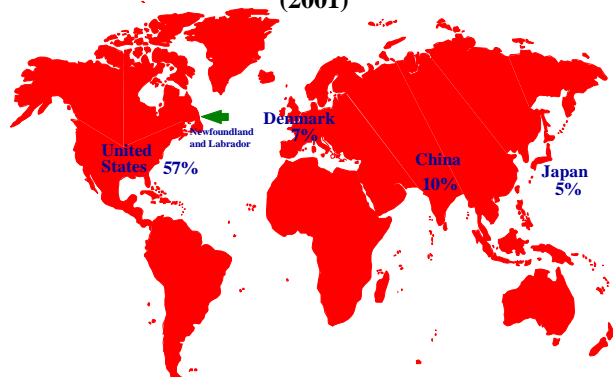 (2001)
Denmark
7%
Newfoundland
and Labrador
United
States
57%
China
10%
Japan
5%